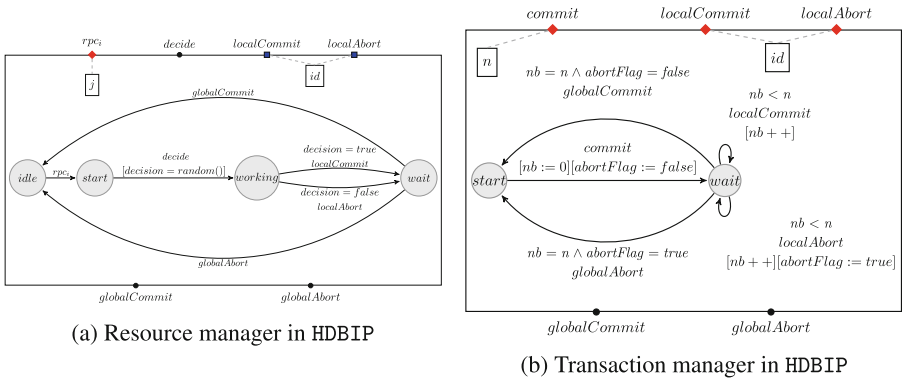 rpcᵢ
decide
localCommit
localAbort
j
id
globalCommit
decision = true
localCommit
decide
[decision = random()]
idle
rpcᵢ
start
working
wait
decision = false
localAbort
globalAbort
globalCommit
globalAbort
(a) Resource manager in HDBIP
commit
localCommit
localAbort
n
id
nb = n ∧ abortFlag = false
globalCommit
nb < n
localCommit
[nb ++]
commit
[nb := 0][abortFlag := false]
start
wait
nb = n ∧ abortFlag = true
globalAbort
nb < n
localAbort
[nb ++][abortFlag := true]
globalCommit
globalAbort
(b) Transaction manager in HDBIP